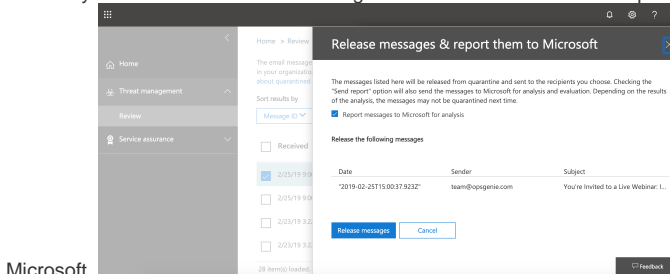 ?
Home > Review
Release messages & report them to Microsoft
Home
The email message
in your organization
about quarantined
The messages listed here will be released from quarantine and sent to the recipients you choose. Checking the
"Send report" option will also send the messages to Microsoft for analysis and evaluation. Depending on the results
of the analysis, the messages may not be quarantined next time.
Threat management
Sort results by
Report messages to Microsoft for analysis
Review
Message ID
Release the following messages
Service assurance
Received
Date Sender Subject
2/25/19 9:0
"2019-02-25T15:00:37.923Z" team@opsgenie.com You're Invited to a Live Webinar: I...
2/25/19 9:0
Release messages Cancel
2/23/19 3:2
2/23/19 3:2
28 item(s) loaded
Feedback
Microsoft